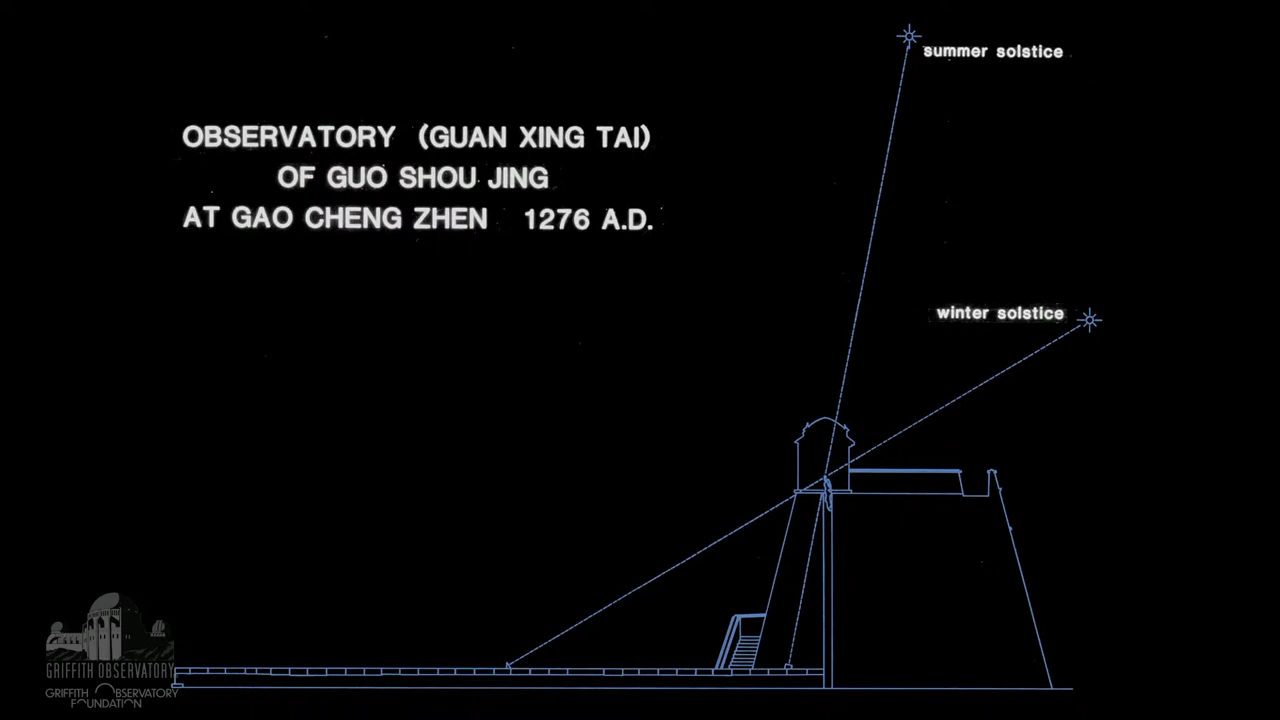 summer solstice
OBSERVATORY (GUAN XING TAI)
OF GUO SHOU JING
AT GAO CHENG ZHEN 1276 A.D.
winter solstice
GRIFFITH OBSERVATORY
GRIFFITH OBSERVATORY
FOUNDATION